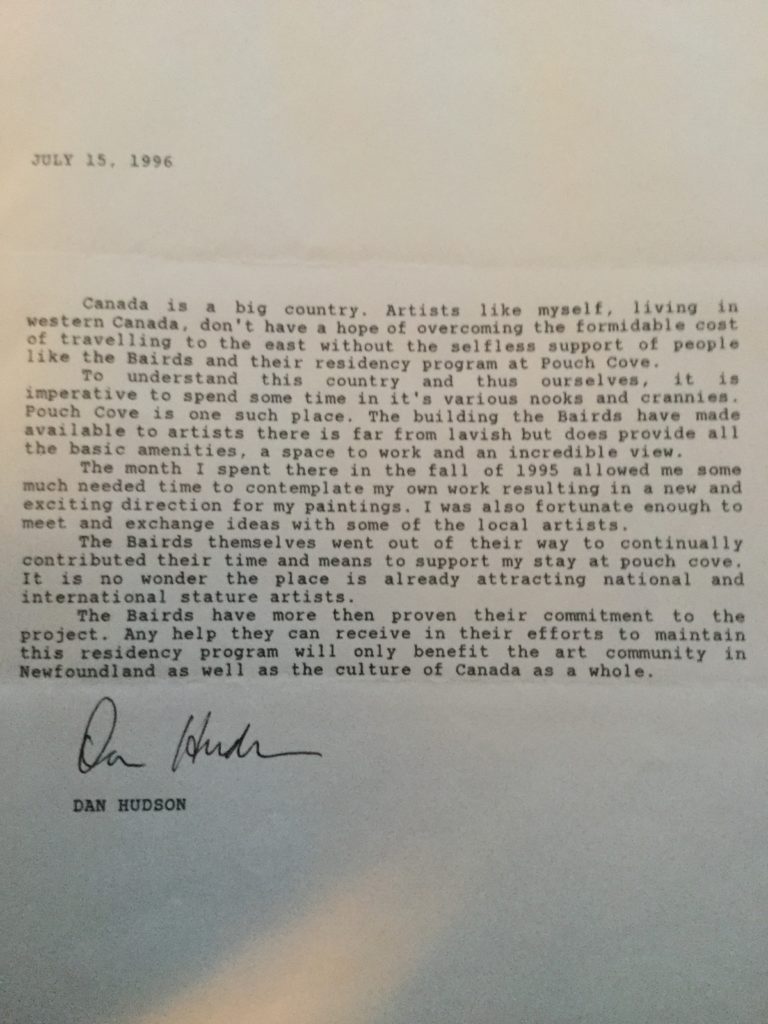 JULY 15, 1996
Canada is a big country. Artists like myself, living in
western Canada, don't have a hope of overcoming the formidable cost
of travelling to the east without the selfless support of people
like the Bairds and their residency program at Pouch Cove.
To understand this country and thus ourselves, it is
imperative to spend some time in it's various nooks and crannies.
Pouch Cove is one such place. The building the Bairds have made
available to artists there is far from lavish but does provide all
the basic amenities, a space to work and an incredible view.
The month I spent there in the fall of 1995 allowed me some
much needed time to contemplate my own work resulting in a new and
exciting direction for my paintings. I was also fortunate enough to
meet and exchange ideas with some of the local artists.
The Bairds themselves went out of their way to continually
contributed their time and means to support my stay at pouch cove.
It is no wonder the place is already attracting national and
international stature artists.
The Bairds have more then proven their commitment to the
project. Any help they can receive in their efforts to maintain
this residency program will only benefit the art community in
Newfoundland as well as the culture of Canada as a whole.
Dan Hudson
DAN HUDSON